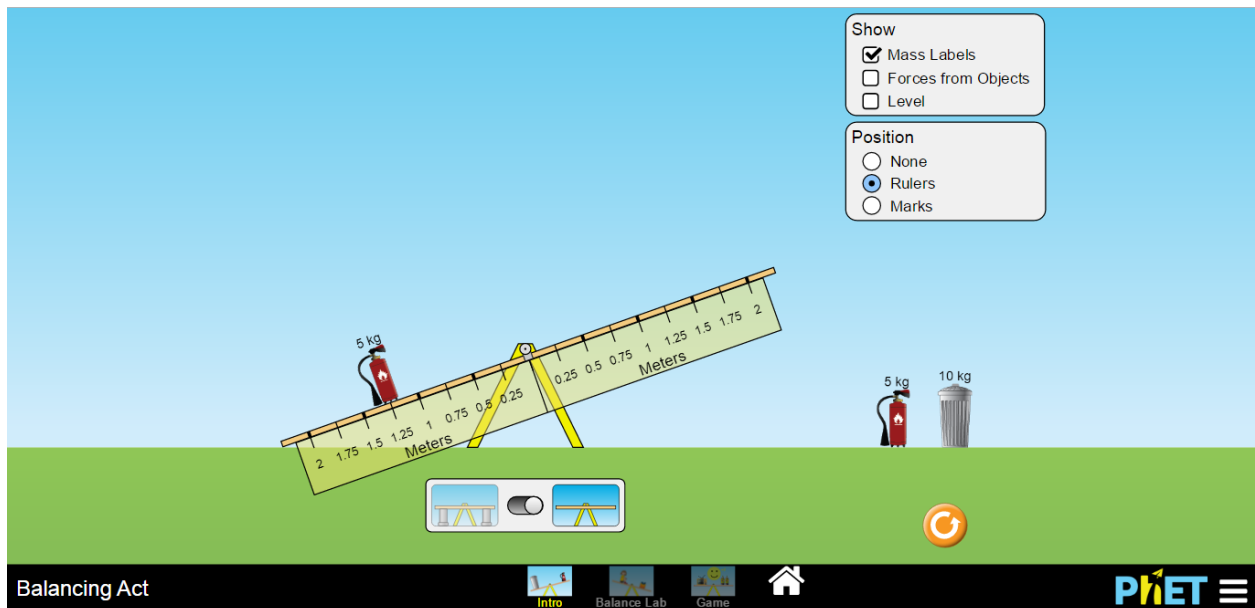 Show
Mass Labels
Forces from Objects
Level
Position
None
Rulers
Marks
5 kg
2 1.75 1.5 1.25 1 0.75 0.5 0.25
Meters
0.25 0.5 0.75 1 1.25 1.5 1.75 2
Meters
5 kg
10 kg
Balancing Act
Intro
Balance Lab
Game
PhET